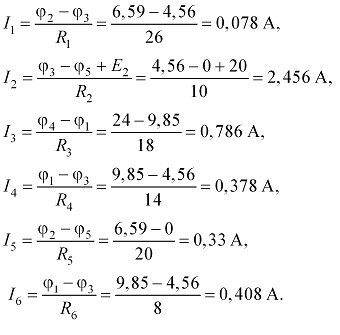 I₁ = (φ₂ − φ₃)/R₁ = (6,59 − 4,56)/26 = 0,078 А,
I₂ = (φ₃ − φ₅ + E₂)/R₂ = (4,56 − 0 + 20)/10 = 2,456 А,
I₃ = (φ₄ − φ₁)/R₃ = (24 − 9,85)/18 = 0,786 А,
I₄ = (φ₁ − φ₃)/R₄ = (9,85 − 4,56)/14 = 0,378 А,
I₅ = (φ₂ − φ₅)/R₅ = (6,59 − 0)/20 = 0,33 А,
I₆ = (φ₁ − φ₃)/R₆ = (9,85 − 4,56)/8 = 0,408 А.